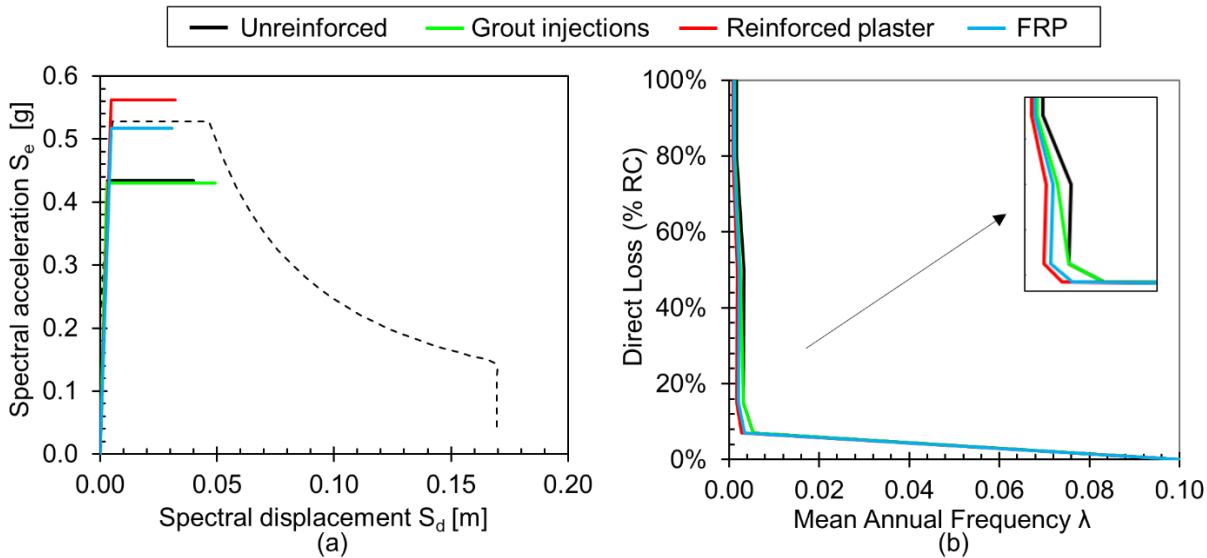 Unreinforced Grout injections Reinforced plaster FRP
Spectral acceleration Se [g]
0.6
0.5
0.4
0.3
0.2
0.1
0.0
0.00 0.05 0.10 0.15 0.20
Spectral displacement Sd [m]
(a)
Direct Loss (% RC)
100%
80%
60%
40%
20%
0%
0.00 0.02 0.04 0.06 0.08 0.10
Mean Annual Frequency λ
(b)